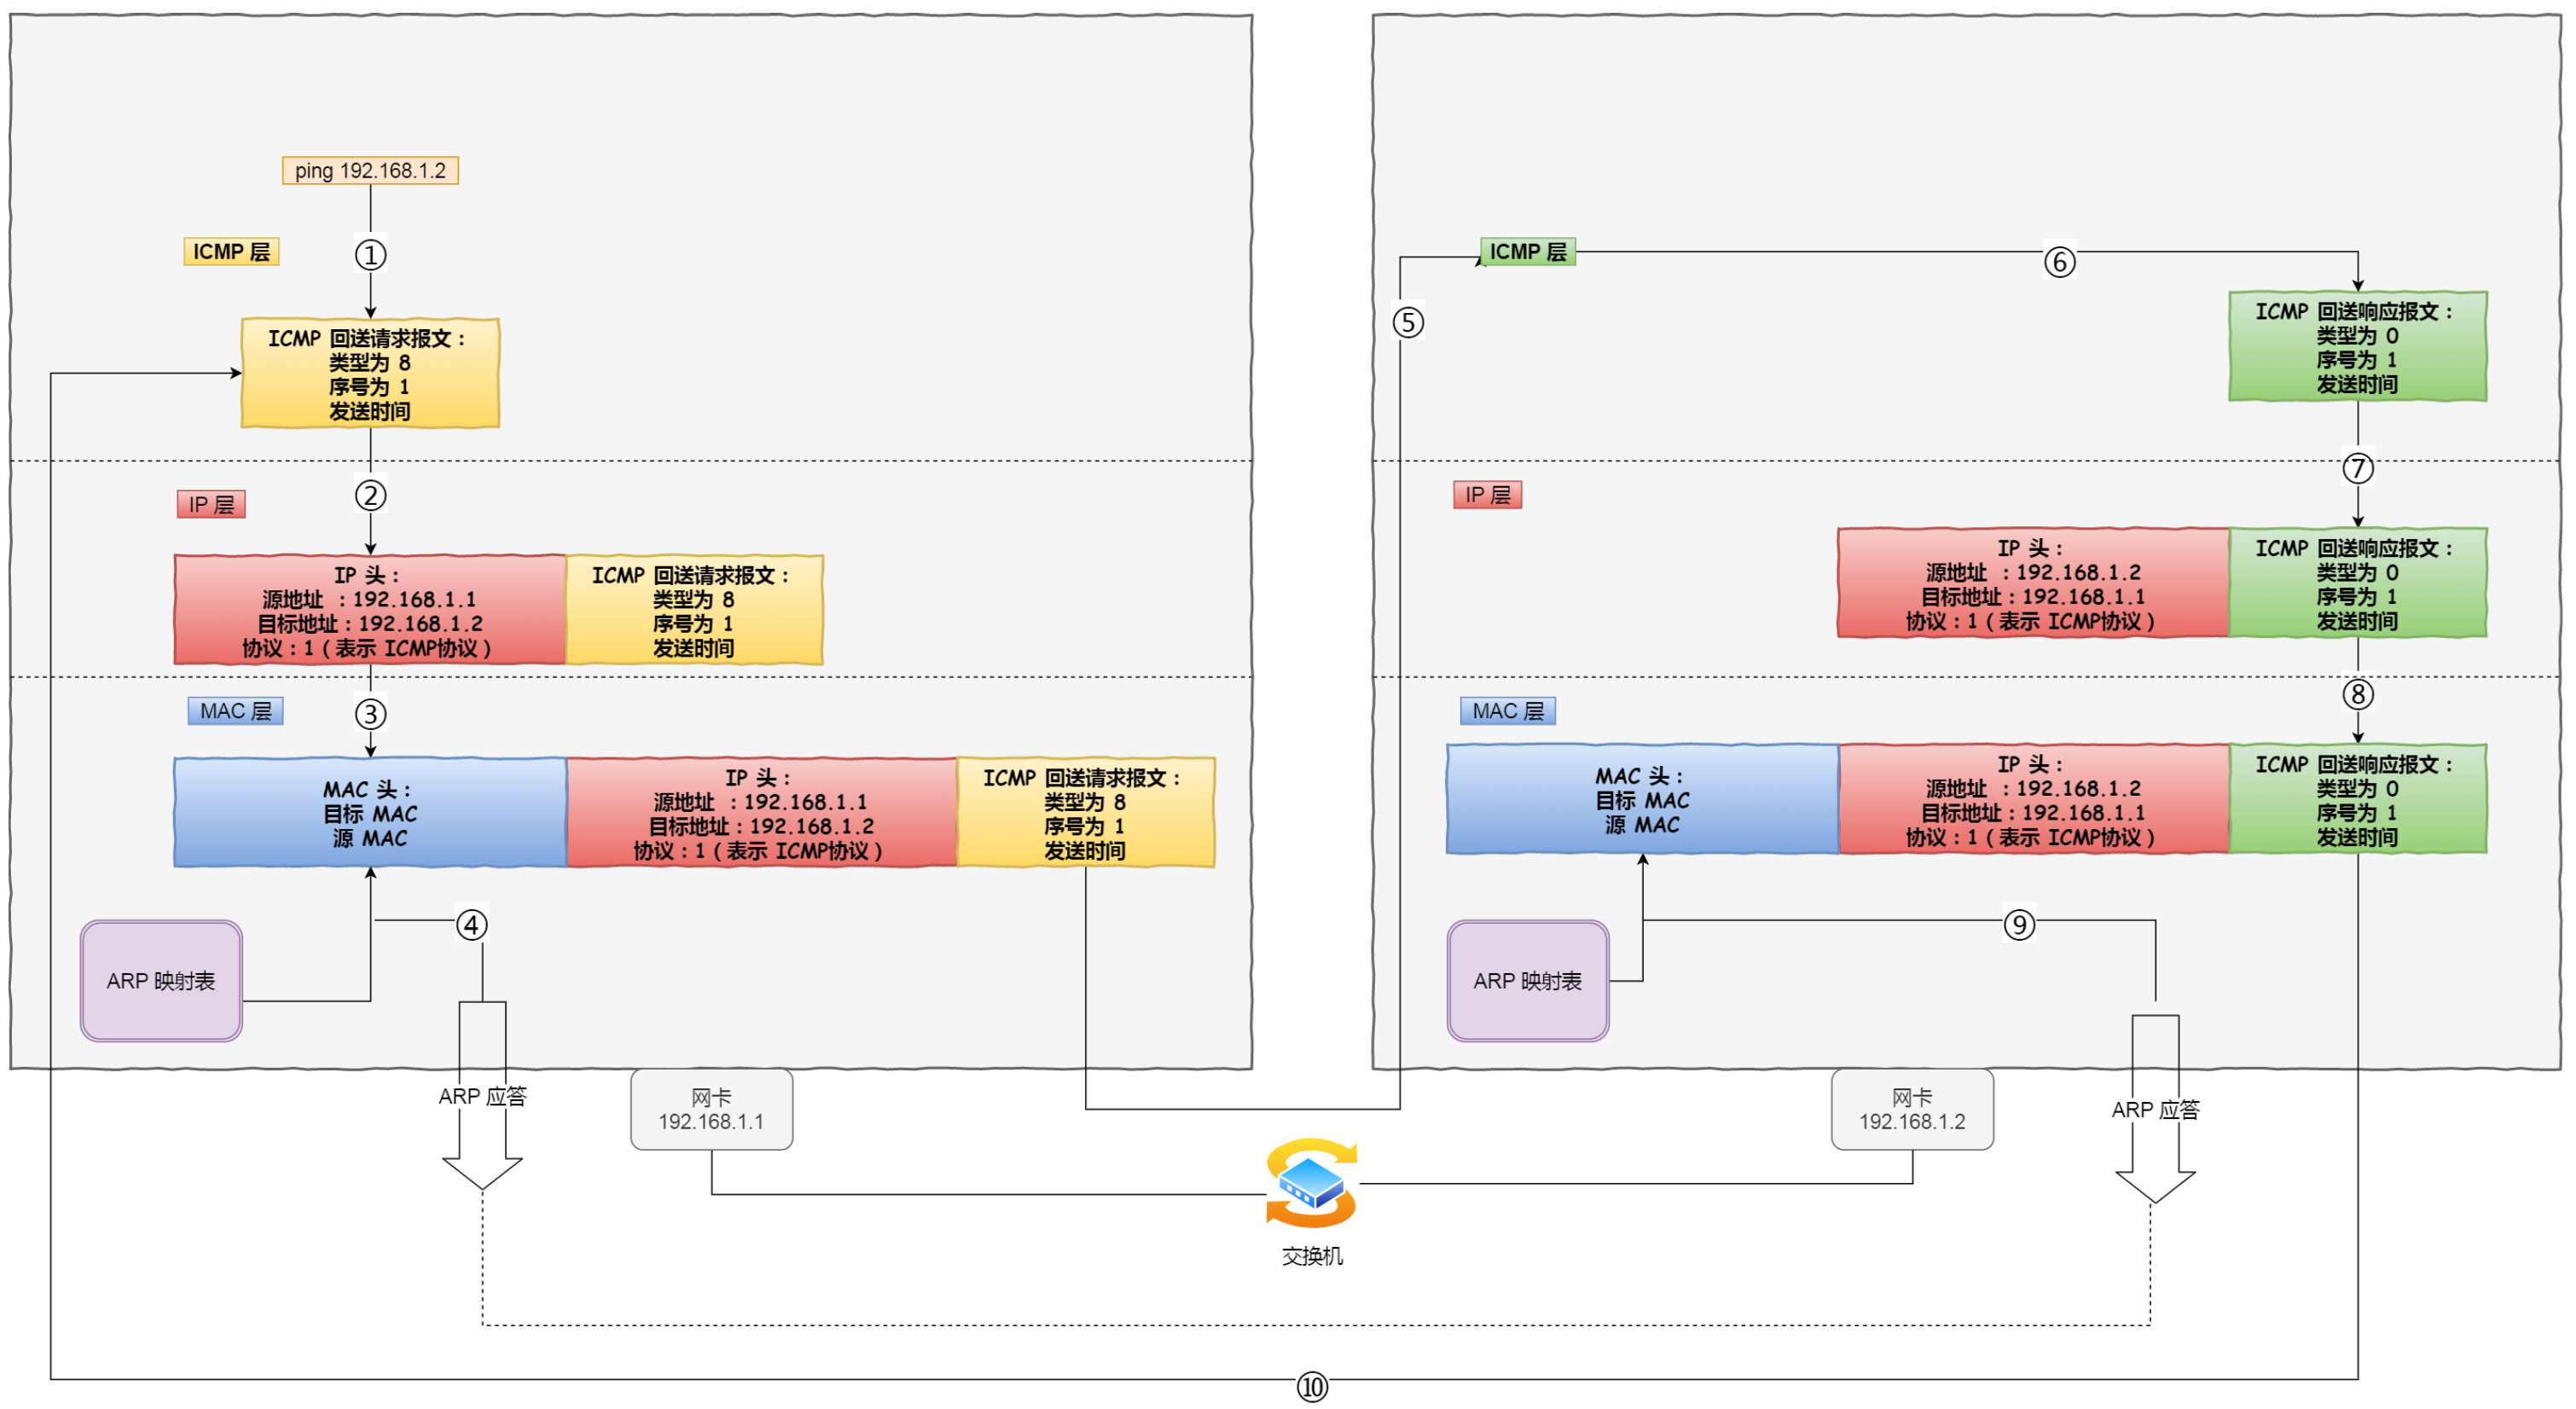 ping 192.168.1.2
ICMP 层
①
ICMP 回送请求报文：
类型为 8
序号为 1
发送时间
②
IP 层
IP 头：
源地址 ：192.168.1.1
目标地址：192.168.1.2
协议：1（表示 ICMP协议）
ICMP 回送请求报文：
类型为 8
序号为 1
发送时间
MAC 层
③
MAC 头：
目标 MAC
源 MAC
IP 头：
源地址 ：192.168.1.1
目标地址：192.168.1.2
协议：1（表示 ICMP协议）
ICMP 回送请求报文：
类型为 8
序号为 1
发送时间
④
ARP 映射表
ARP 应答
网卡
192.168.1.1
交换机
⑤
ICMP 层
⑥
ICMP 回送响应报文：
类型为 0
序号为 1
发送时间
⑦
IP 层
IP 头：
源地址 ：192.168.1.2
目标地址：192.168.1.1
协议：1（表示 ICMP协议）
ICMP 回送响应报文：
类型为 0
序号为 1
发送时间
⑧
MAC 层
MAC 头：
目标 MAC
源 MAC
IP 头：
源地址 ：192.168.1.2
目标地址：192.168.1.1
协议：1（表示 ICMP协议）
ICMP 回送响应报文：
类型为 0
序号为 1
发送时间
⑨
ARP 映射表
网卡
192.168.1.2
ARP 应答
⑩